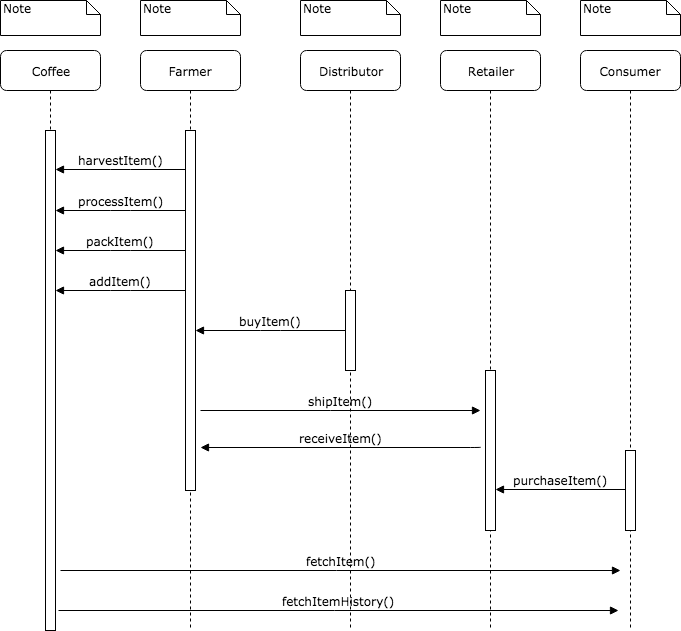 Note
Note
Note
Note
Note
Coffee
Farmer
Distributor
Retailer
Consumer
harvestItem()
processItem()
packItem()
addItem()
buyItem()
shipItem()
receiveItem()
purchaseItem()
fetchItem()
fetchItemHistory()